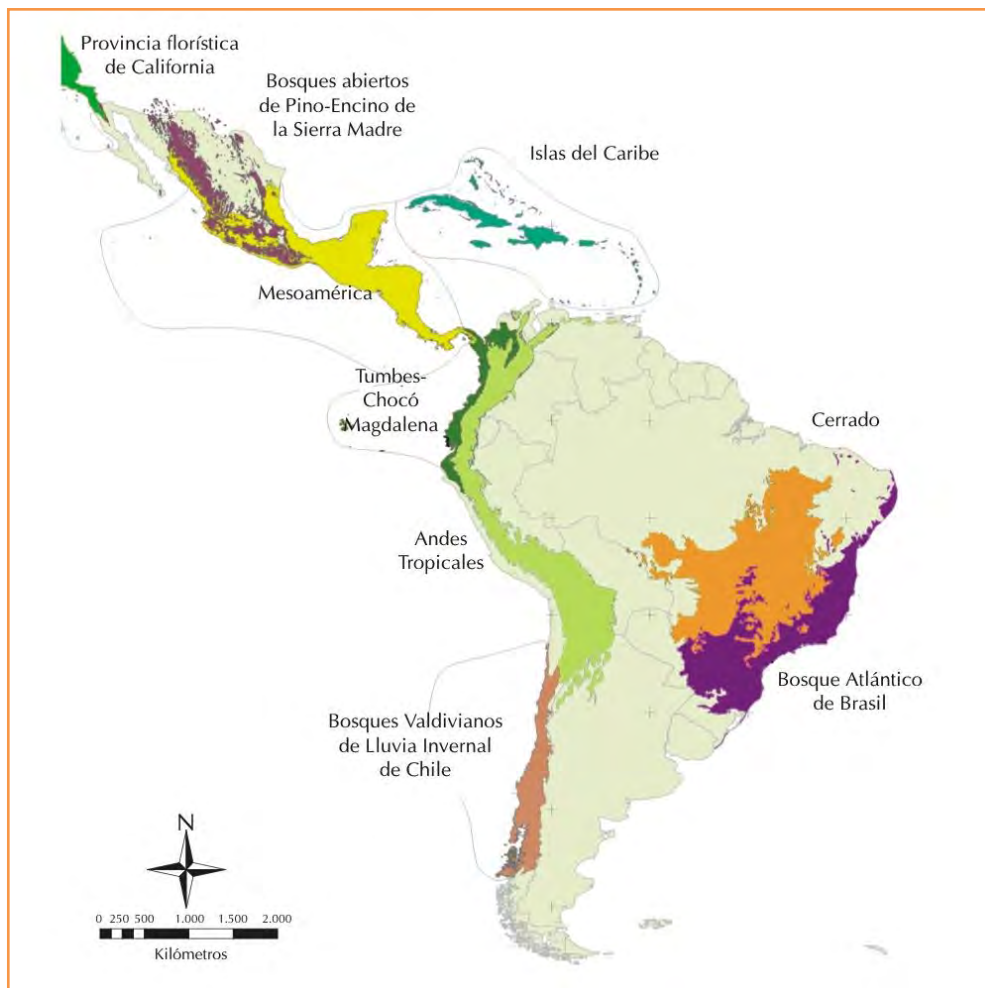 Provincia florística
de California
Bosques abiertos
de Pino-Encino de
la Sierra Madre
Islas del Caribe
Mesoamérica
Tumbes-
Chocó
Magdalena
Cerrado
Andes
Tropicales
Bosque Atlántico
de Brasil
Bosques Valdivianos
de Lluvia Invernal
de Chile
N
0 250 500 1.000 1.500 2.000
Kilómetros